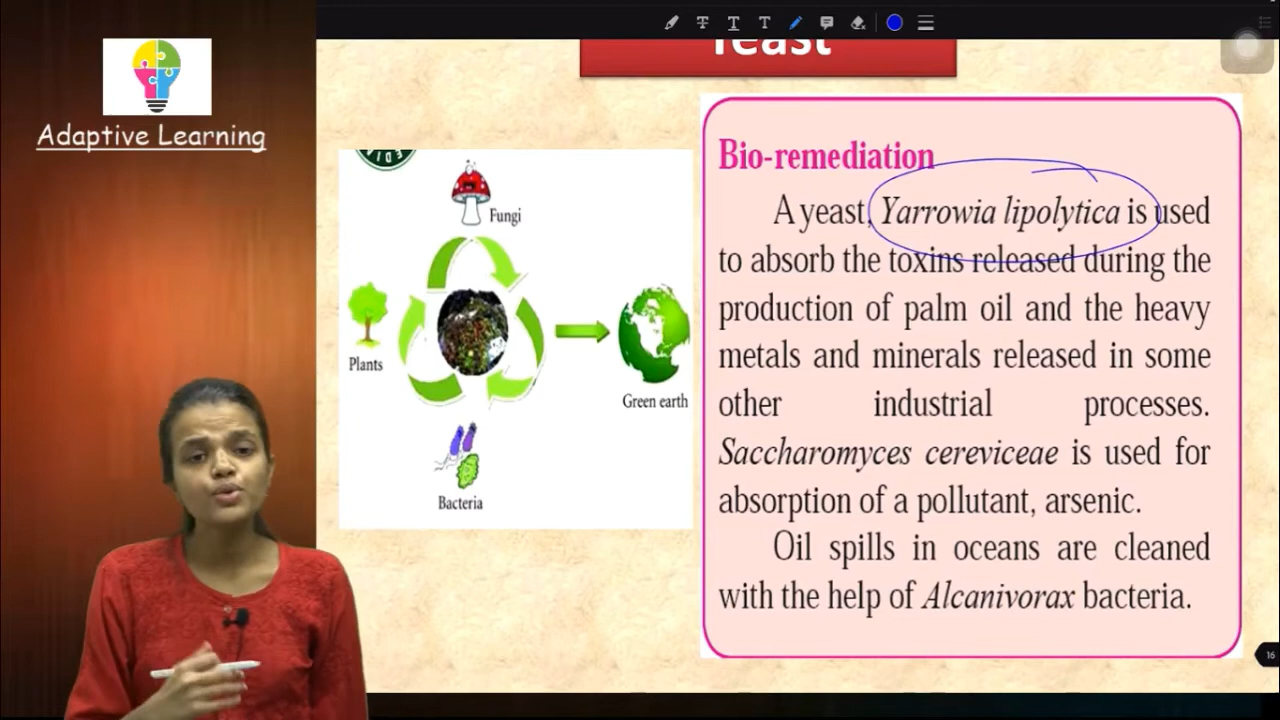 Yeast
Adaptive Learning
Bio-remediation
A yeast, Yarrowia lipolytica is used
to absorb the toxins released during the
production of palm oil and the heavy
metals and minerals released in some
other industrial processes.
Saccharomyces cereviceae is used for
absorption of a pollutant, arsenic.
Oil spills in oceans are cleaned
with the help of Alcanivorax bacteria.
Fungi
Plants
Green earth
Bacteria
16